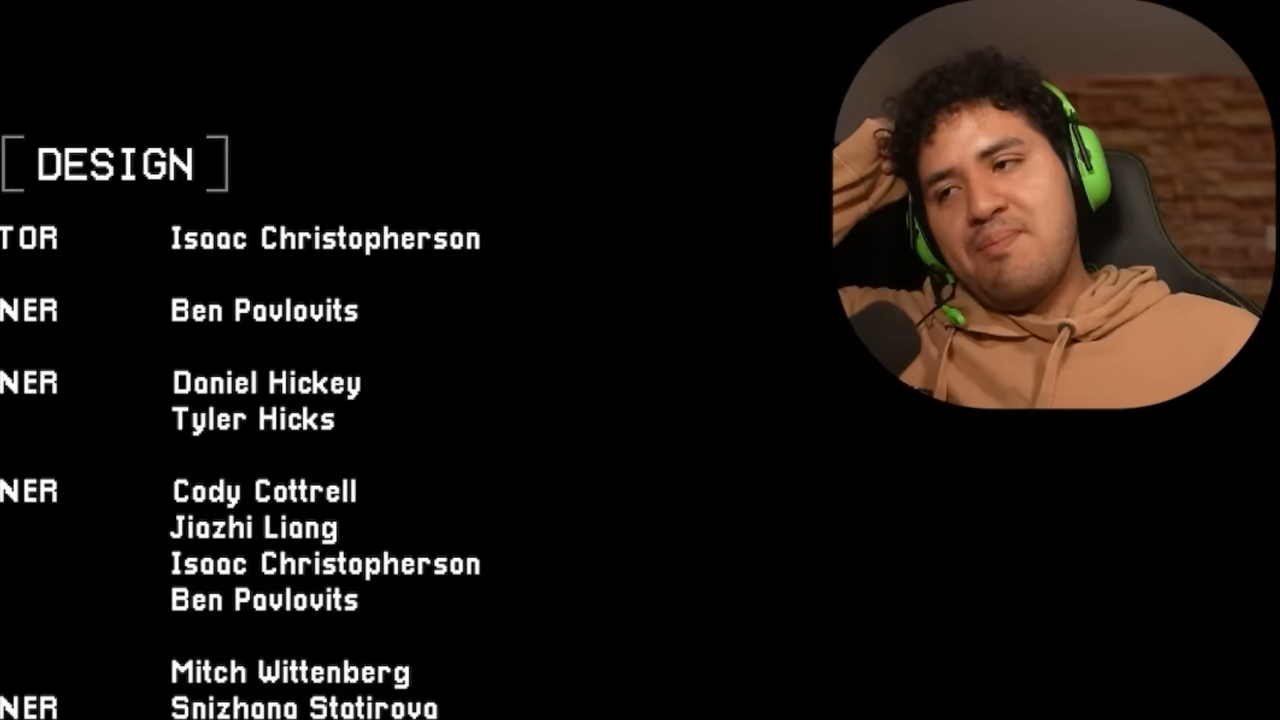 [ DESIGN ]
TOR Isaac Christopherson
NER Ben Pavlovits
NER Daniel Hickey
Tyler Hicks
NER Cody Cottrell
Jiazhi Liang
Isaac Christopherson
Ben Pavlovits
Mitch Wittenberg
NER Snizhana Statirova